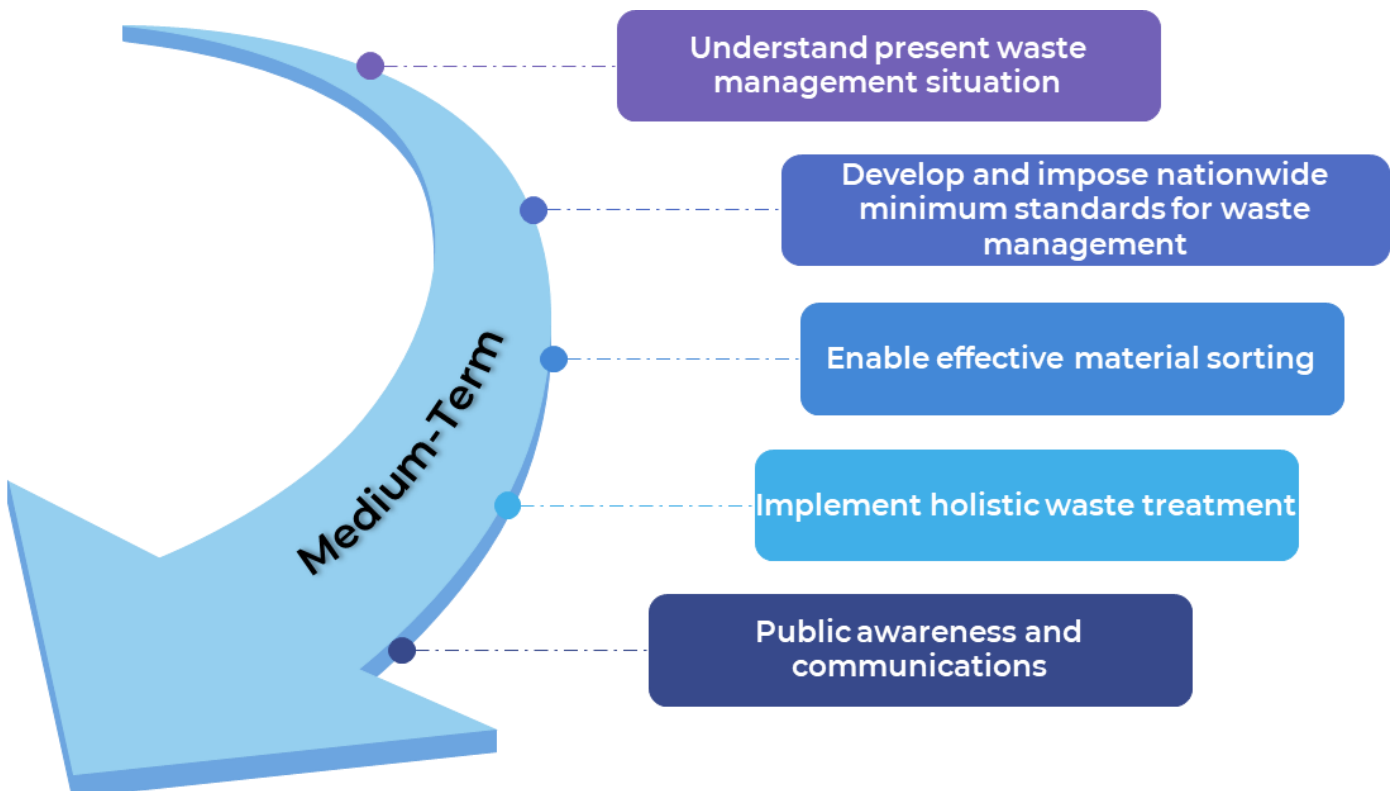 Understand present waste
management situation
Develop and impose nationwide
minimum standards for waste
management
Enable effective material sorting
Medium-Term
Implement holistic waste treatment
Public awareness and
communications